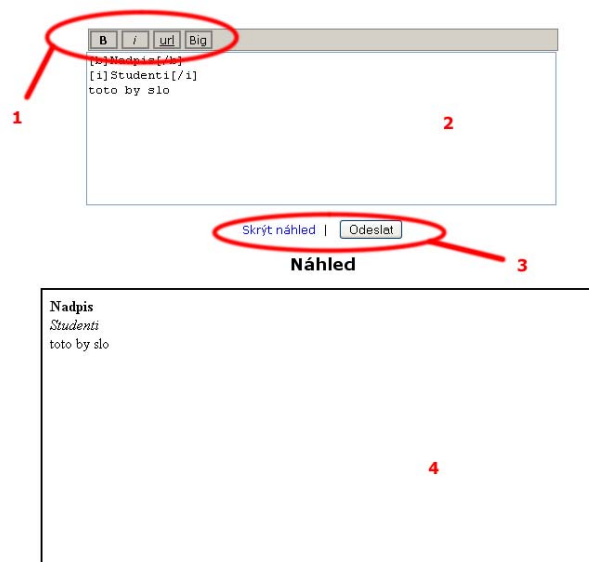 B i url Big
[b]Nadpis[/b]
[i]Studenti[/i]
toto by slo
1
2
Skrýt náhled | Odeslat
Náhled
3
Nadpis
Studenti
toto by slo
4